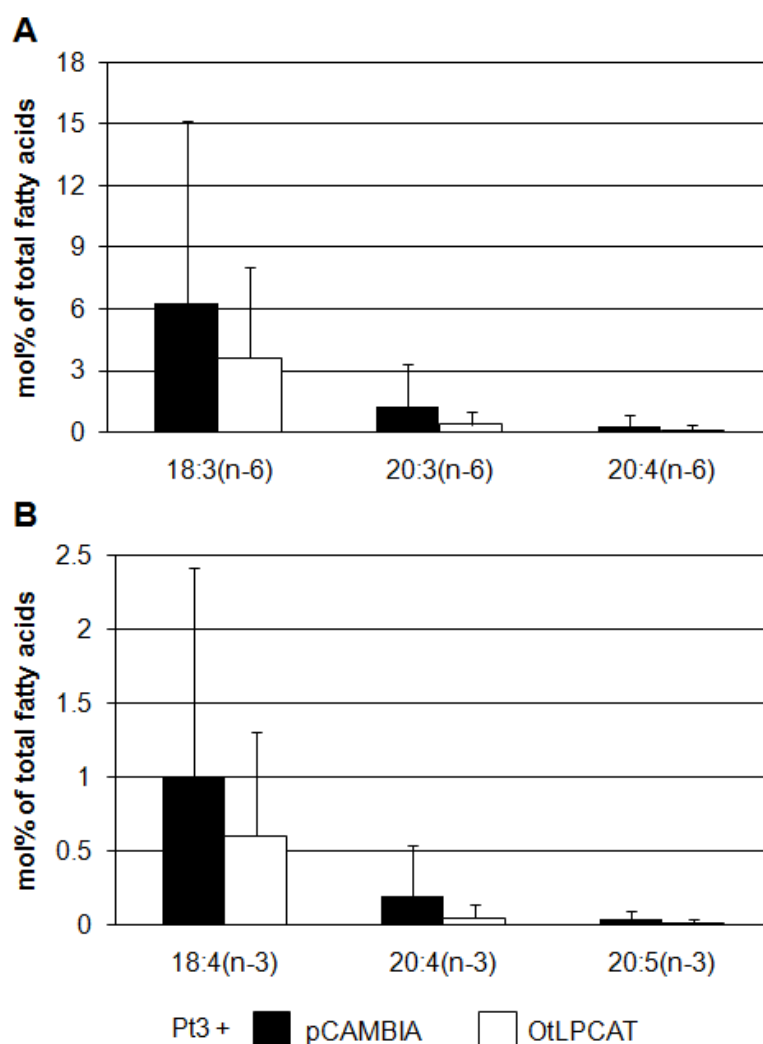 A
mol% of total fatty acids
18
15
12
9
6
3
0
18:3(n-6) 20:3(n-6) 20:4(n-6)
B
mol% of total fatty acids
2.5
2
1.5
1
0.5
0
18:4(n-3) 20:4(n-3) 20:5(n-3)
Pt3 + pCAMBIA OtLPCAT